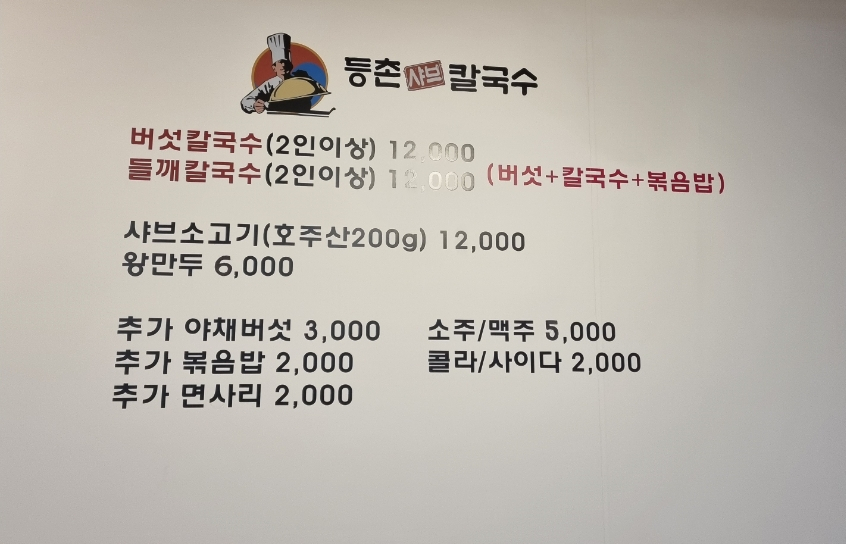 등촌 샤브 칼국수
버섯칼국수(2인이상) 12,000
들깨칼국수(2인이상) 12,000 (버섯+칼국수+볶음밥)
샤브소고기(호주산200g) 12,000
왕만두 6,000
추가 야채버섯 3,000
추가 볶음밥 2,000
추가 면사리 2,000
소주/맥주 5,000
콜라/사이다 2,000